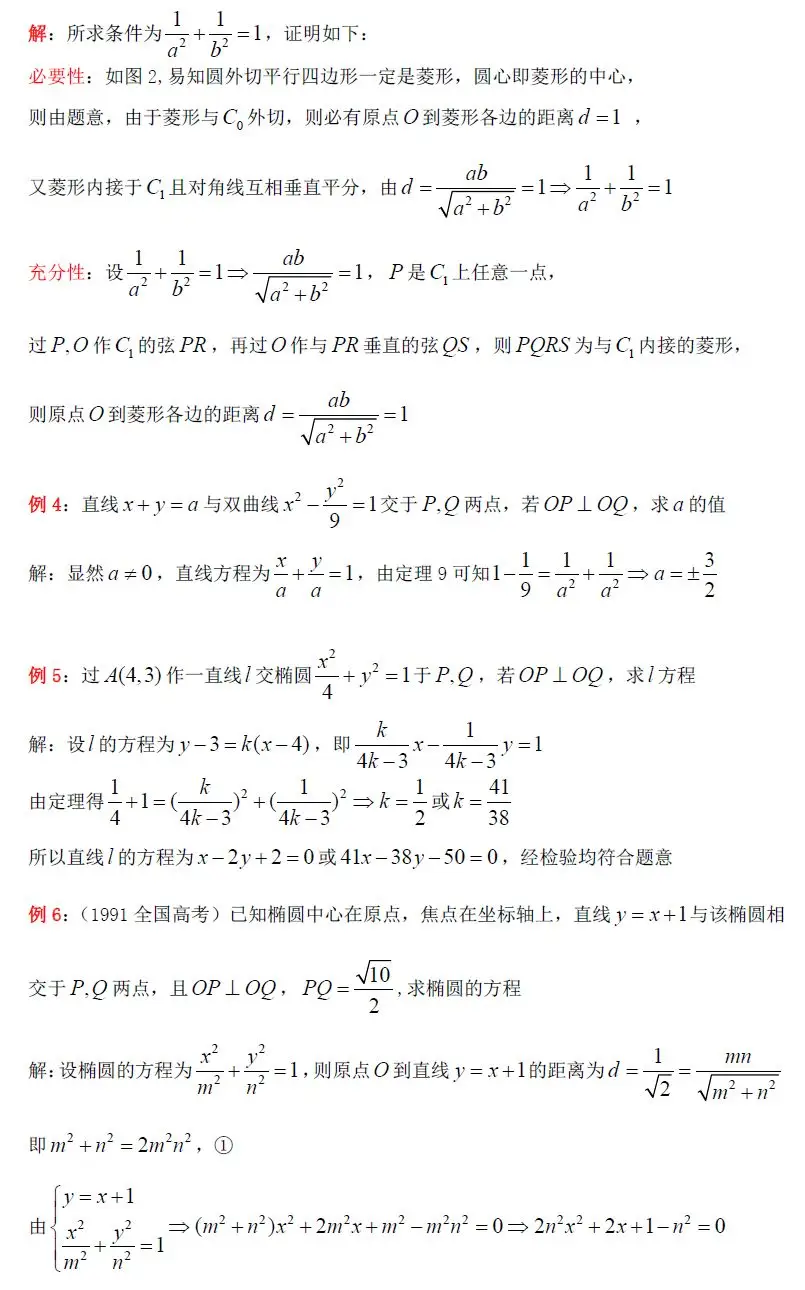 解：所求条件为$\frac{1}{a^2}+\frac{1}{b^2}=1$，证明如下：
必要性：如图2,易知圆外切平行四边形一定是菱形，圆心即菱形的中心，
则由题意，由于菱形与$C_0$外切，则必有原点$O$到菱形各边的距离$d=1$ ，
又菱形内接于$C_1$且对角线互相垂直平分，由$d=\frac{ab}{\sqrt{a^2+b^2}}=1\Rightarrow\frac{1}{a^2}+\frac{1}{b^2}=1$
充分性：设$\frac{1}{a^2}+\frac{1}{b^2}=1\Rightarrow\frac{ab}{\sqrt{a^2+b^2}}=1$，$P$是$C_1$上任意一点，
过$P,O$作$C_1$的弦$PR$，再过$O$作与$PR$垂直的弦$QS$，则$PQRS$为与$C_1$内接的菱形，
则原点$O$到菱形各边的距离$d=\frac{ab}{\sqrt{a^2+b^2}}=1$
例4：直线$x+y=a$与双曲线$x^2-\frac{y^2}{9}=1$交于$P,Q$两点，若$OP\perp OQ$，求$a$的值
解：显然$a\neq 0$，直线方程为$\frac{x}{a}+\frac{y}{a}=1$，由定理9可知$1-\frac{1}{9}=\frac{1}{a^2}+\frac{1}{a^2}\Rightarrow a=\pm\frac{3}{2}$
例5：过$A(4,3)$作一直线$l$交椭圆$\frac{x^2}{4}+y^2=1$于$P,Q$，若$OP\perp OQ$，求$l$方程
解：设$l$的方程为$y-3=k(x-4)$，即$\frac{k}{4k-3}x-\frac{1}{4k-3}y=1$
由定理得$\frac{1}{4}+1=(\frac{k}{4k-3})^2+(\frac{1}{4k-3})^2\Rightarrow k=\frac{1}{2}$或$k=\frac{41}{38}$
所以直线$l$的方程为$x-2y+2=0$或$41x-38y-50=0$，经检验均符合题意
例6：（1991全国高考）已知椭圆中心在原点，焦点在坐标轴上，直线$y=x+1$与该椭圆相
交于$P,Q$两点，且$OP\perp OQ$，$PQ=\frac{\sqrt{10}}{2}$,求椭圆的方程
解：设椭圆的方程为$\frac{x^2}{m^2}+\frac{y^2}{n^2}=1$,则原点$O$到直线$y=x+1$的距离为$d=\frac{1}{\sqrt{2}}=\frac{mn}{\sqrt{m^2+n^2}}$
即$m^2+n^2=2m^2n^2$，①
由$\begin{cases}y=x+1\\\frac{x^2}{m^2}+\frac{y^2}{n^2}=1\end{cases}\Rightarrow(m^2+n^2)x^2+2m^2x+m^2-m^2n^2=0\Rightarrow 2n^2x^2+2x+1-n^2=0$